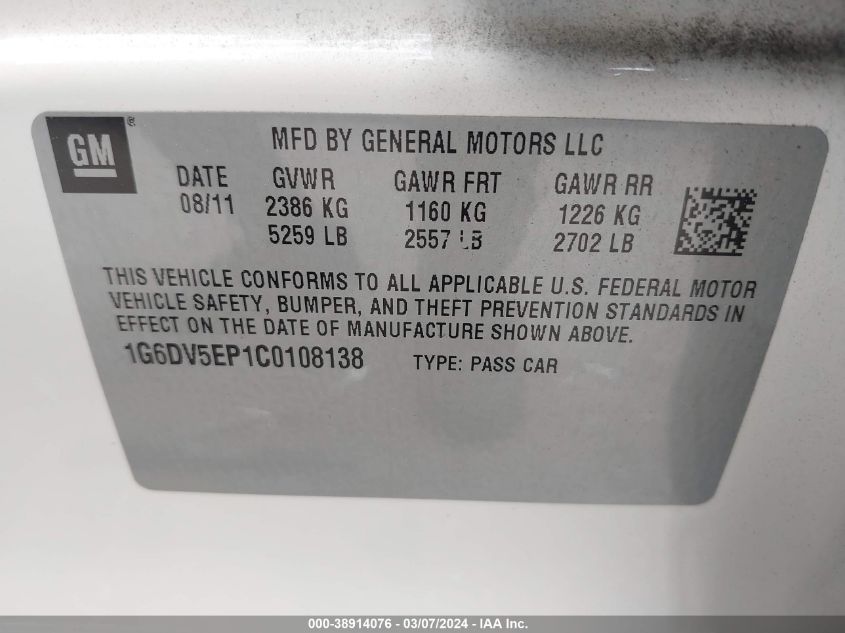 GM ®
MFD BY GENERAL MOTORS LLC
DATE GVWR GAWR FRT GAWR RR
08/11 2386 KG 1160 KG 1226 KG
5259 LB 2557 LB 2702 LB
THIS VEHICLE CONFORMS TO ALL APPLICABLE U.S. FEDERAL MOTOR
VEHICLE SAFETY, BUMPER, AND THEFT PREVENTION STANDARDS IN
EFFECT ON THE DATE OF MANUFACTURE SHOWN ABOVE.
1G6DV5EP1C0108138 TYPE: PASS CAR
000-38914076 — 03/07/2024 — IAA Inc.